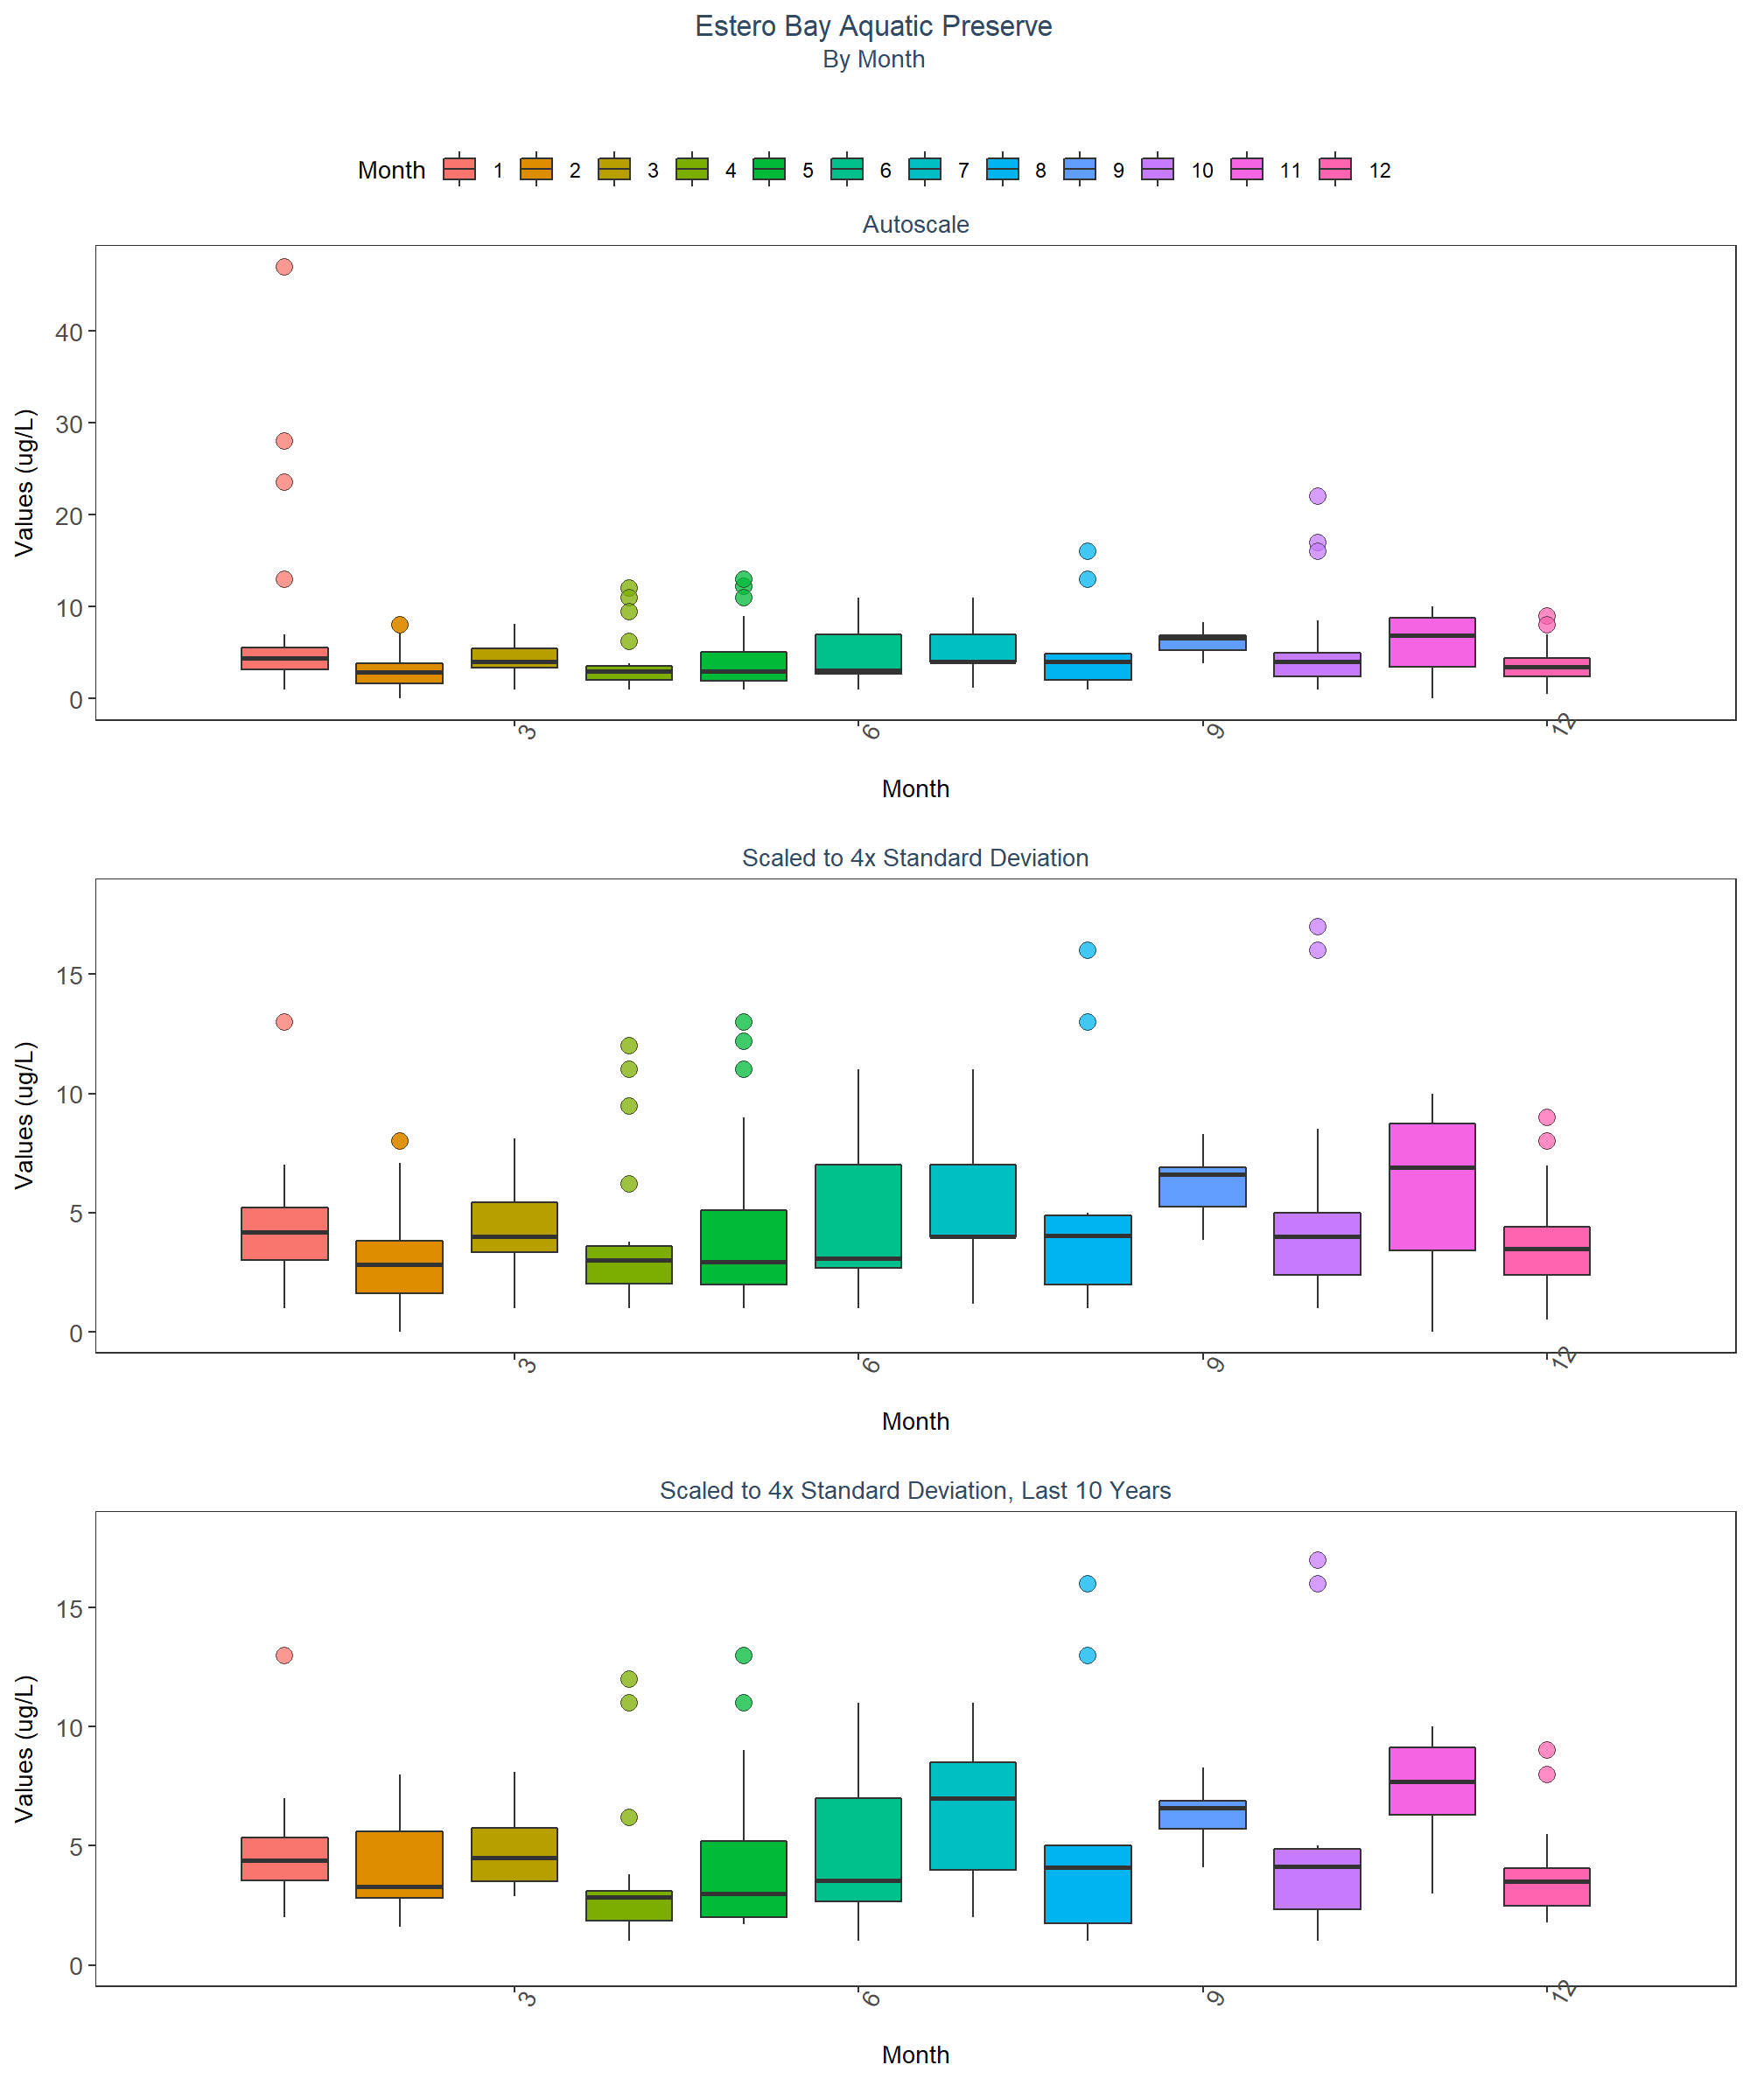 Estero Bay Aquatic Preserve
By Month
Month 1 2 3 4 5 6 7 8 9 10 11 12
Autoscale
Values (ug/L)
40
30
20
10
0
3 6 9 12
Month
Scaled to 4x Standard Deviation
Values (ug/L)
15
10
5
0
3 6 9 12
Month
Scaled to 4x Standard Deviation, Last 10 Years
Values (ug/L)
15
10
5
0
3 6 9 12
Month